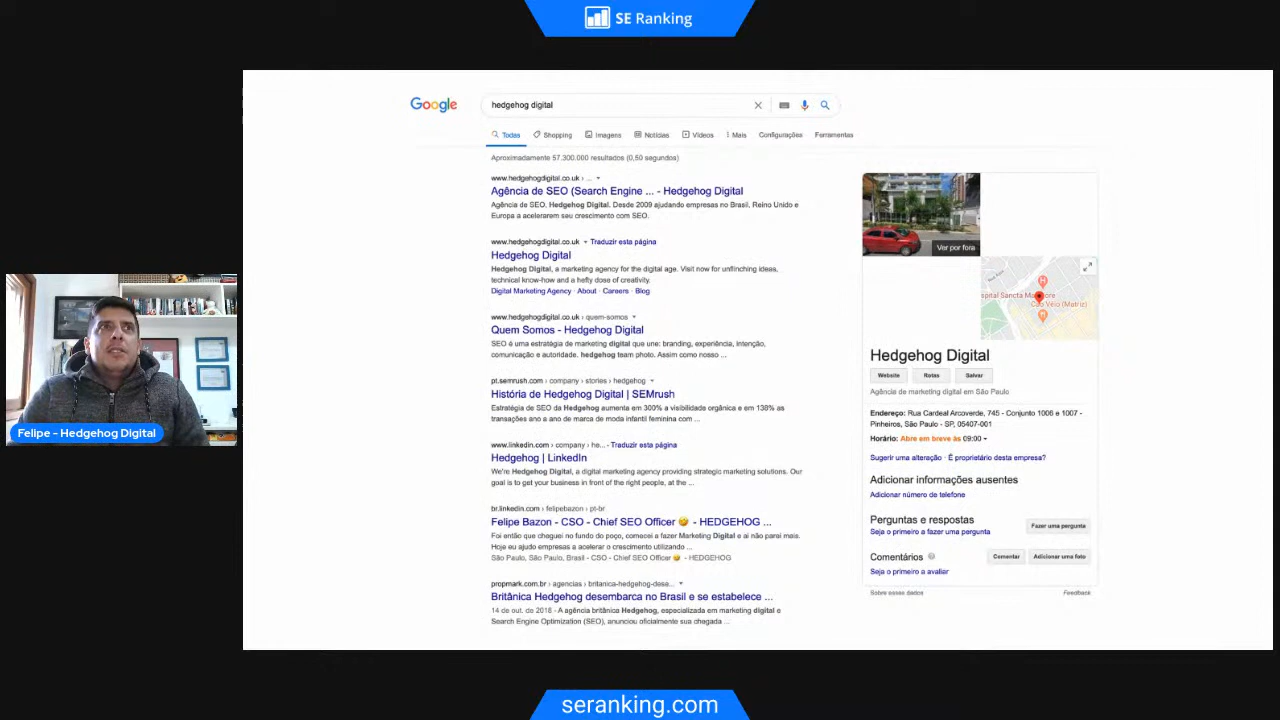 SE Ranking
Google
hedgehog digital
Todas Shopping Imagens Notícias Vídeos Mais Configurações Ferramentas
Aproximadamente 57.300.000 resultados (0,50 segundos)
www.hedgehogdigital.co.uk › ...
Agência de SEO (Search Engine ... - Hedgehog Digital
Agência de SEO. Hedgehog Digital. Desde 2009 ajudando empresas no Brasil, Reino Unido e
Europa a acelerarem seu crescimento com SEO.
www.hedgehogdigital.co.uk Traduzir esta página
Hedgehog Digital
Hedgehog Digital, a marketing agency for the digital age. Visit now for unflinching ideas,
technical know-how and a hefty dose of creativity.
Digital Marketing Agency · About · Careers · Blog
www.hedgehogdigital.co.uk › quem-somos
Quem Somos - Hedgehog Digital
SEO é uma estratégia de marketing digital que une: branding, experiência, intenção,
comunicação e autoridade. hedgehog team photo. Assim como nosso ...
pt.semrush.com › company › stories › hedgehog
História de Hedgehog Digital | SEMrush
Estratégia de SEO da Hedgehog aumenta em 300% a visibilidade orgânica e em 138% as
transações ano a ano de marca de moda infantil feminina com ...
www.linkedin.com › company › he... Traduzir esta página
Hedgehog | LinkedIn
We're Hedgehog Digital, a digital marketing agency providing strategic marketing solutions. Our
goal is to get your business in front of the right people, at the ...
br.linkedin.com › felipebazon › pt-br
Felipe Bazon - CSO - Chief SEO Officer 🤣 - HEDGEHOG ...
Foi então que cheguei no fundo do poço, comecei a fazer Marketing Digital e aí não parei mais.
Hoje eu ajudo empresas a acelerar o crescimento utilizando ...
São Paulo, São Paulo, Brasil - CSO - Chief SEO Officer 🤣 - HEDGEHOG
propmark.com.br › agencias › britanica-hedgehog-dese...
Britânica Hedgehog desembarca no Brasil e se estabelece ...
14 de out. de 2018 - A agência britânica Hedgehog, especializada em marketing digital e
Search Engine Optimization (SEO), anunciou oficialmente sua chegada ...
Ver por fora
spital Sancta Maggiore
Cão Véio (Matriz)
Hedgehog Digital
Website Rotas Salvar
Agência de marketing digital em São Paulo
Endereço: Rua Cardeal Arcoverde, 745 - Conjunto 1006 e 1007 -
Pinheiros, São Paulo - SP, 05407-001
Horário: Abre em breve às 09:00
Sugerir uma alteração · É proprietário desta empresa?
Adicionar informações ausentes
Adicionar número de telefone
Perguntas e respostas
Fazer uma pergunta
Seja o primeiro a fazer uma pergunta
Comentários
Comentar Adicionar uma foto
Seja o primeiro a avaliar
Sobre esses dados Feedback
Felipe - Hedgehog Digital
seranking.com